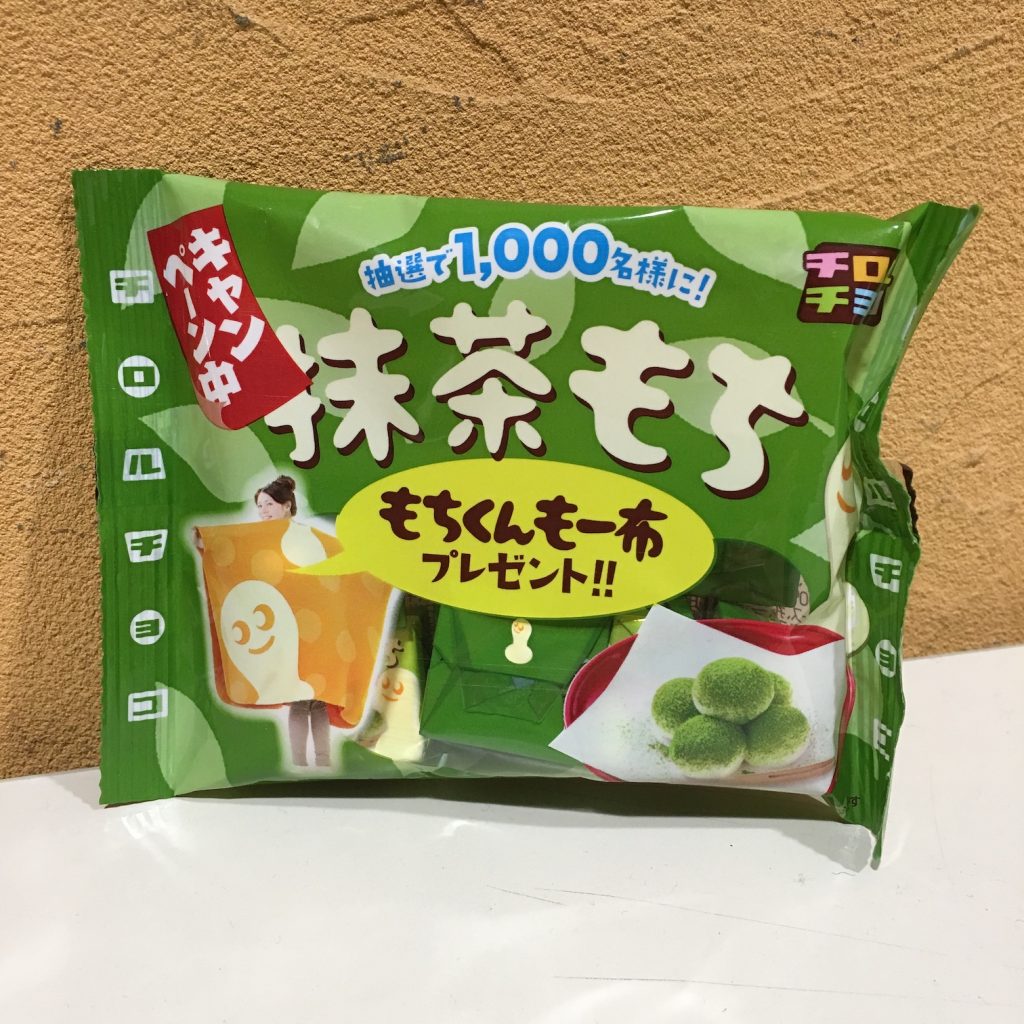 キャンペーン中
抽選で1,000名様に!
チロル
チョコ
抹茶もち
もちくんもー布
プレゼント!!
チロルチョコ